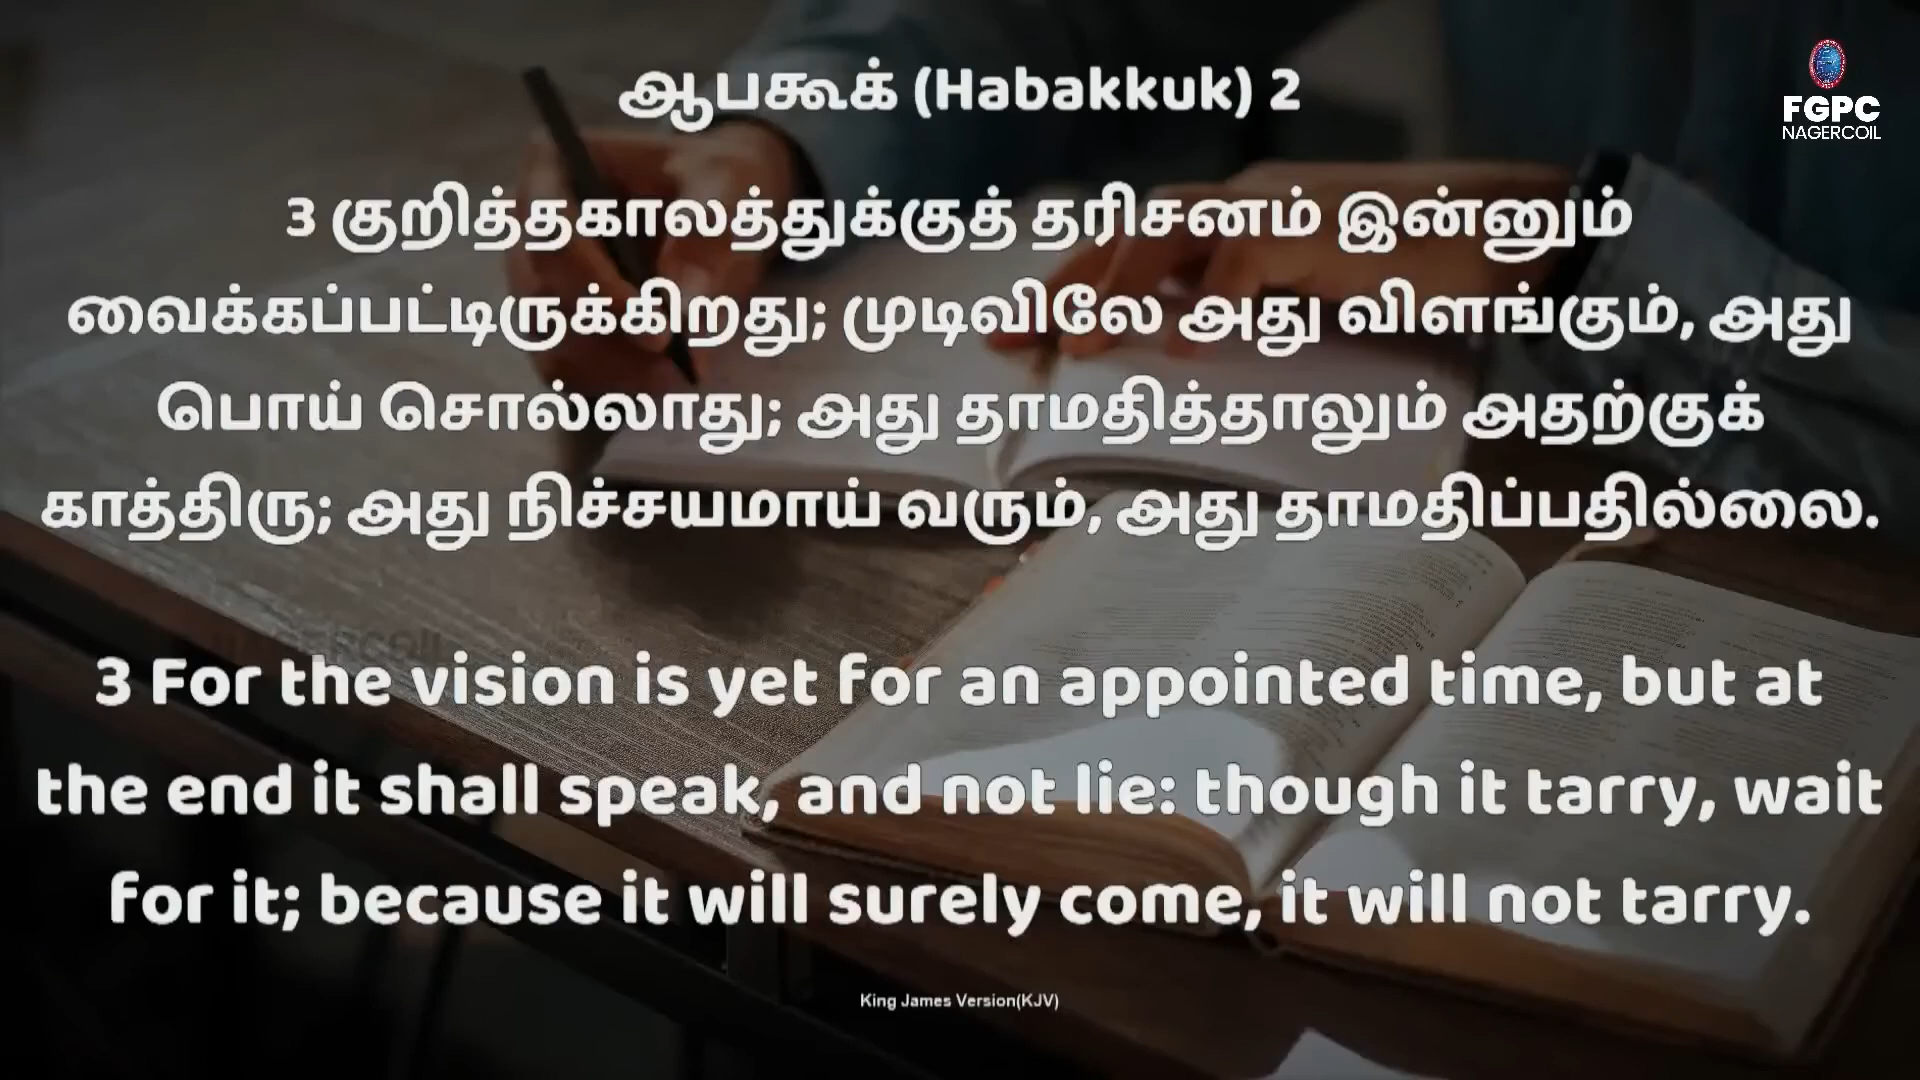 ஆபகூக் (Habakkuk) 2
FGPC
NAGERCOIL
3 குறித்தகாலத்துக்குத் தரிசனம் இன்னும்
வைக்கப்பட்டிருக்கிறது; முடிவிலே அது விளங்கும், அது
பொய் சொல்லாது; அது தாமதித்தாலும் அதற்குக்
காத்திரு; அது நிச்சயமாய் வரும், அது தாமதிப்பதில்லை.
3 For the vision is yet for an appointed time, but at
the end it shall speak, and not lie: though it tarry, wait
for it; because it will surely come, it will not tarry.
King James Version(KJV)